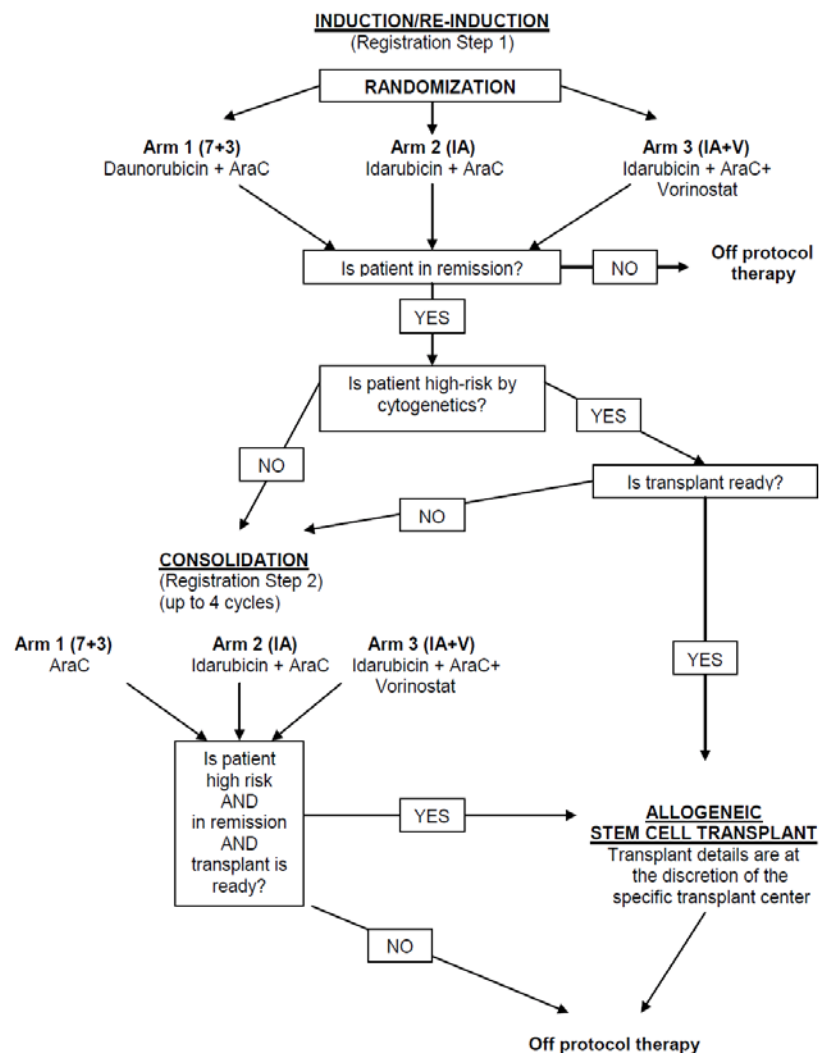 INDUCTION/RE-INDUCTION
(Registration Step 1)
RANDOMIZATION
Arm 1 (7+3)
Daunorubicin + AraC
Arm 2 (IA)
Idarubicin + AraC
Arm 3 (IA+V)
Idarubicin + AraC+
Vorinostat
Is patient in remission?
NO
Off protocol
therapy
YES
Is patient high-risk by
cytogenetics?
YES
NO
Is transplant ready?
NO
CONSOLIDATION
(Registration Step 2)
(up to 4 cycles)
Arm 1 (7+3)
AraC
Arm 2 (IA)
Idarubicin + AraC
Arm 3 (IA+V)
Idarubicin + AraC+
Vorinostat
YES
Is patient
high risk
AND
in remission
AND
transplant is
ready?
YES
ALLOGENEIC
STEM CELL TRANSPLANT
Transplant details are at
the discretion of the
specific transplant center
NO
Off protocol therapy